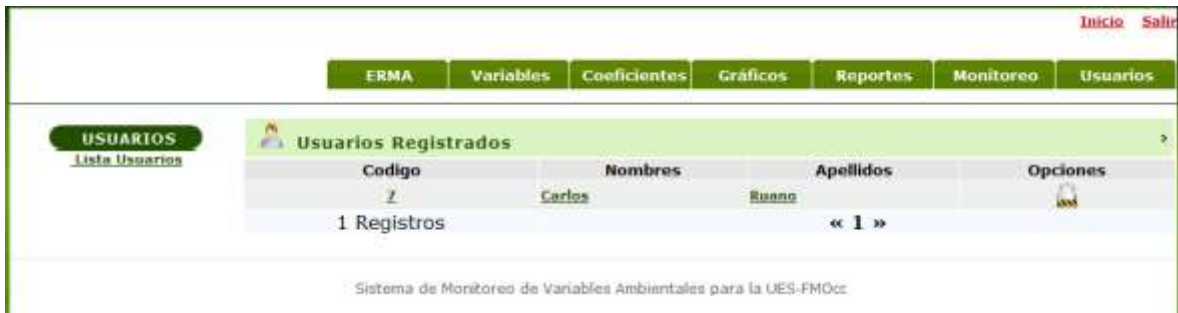 Inicio Salir
ERMA Variables Coeficientes Gráficos Reportes Monitoreo Usuarios
USUARIOS
Lista Usuarios
Usuarios Registrados
Codigo Nombres Apellidos Opciones
7 Carlos Ruano
1 Registros « 1 »
Sistema de Monitoreo de Variables Ambientales para la UES-FMOcc